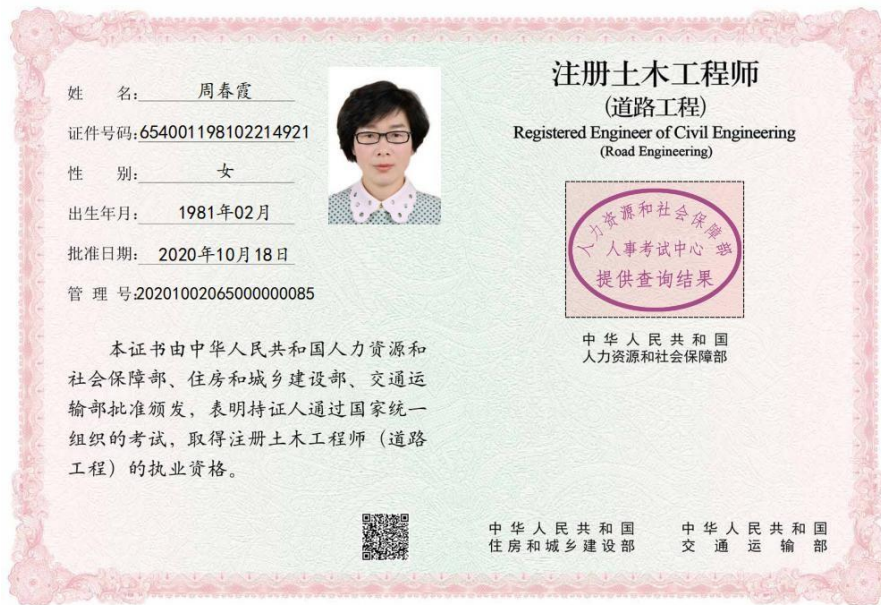 姓 名: 周春霞
证件号码:654001198102214921
性 别: 女
出生年月: 1981年02月
批准日期: 2020年10月18日
管 理 号:20201002065000000085
本证书由中华人民共和国人力资源和
社会保障部、住房和城乡建设部、交通运
输部批准颁发，表明持证人通过国家统一
组织的考试，取得注册土木工程师（道路
工程）的执业资格。
注册土木工程师
(道路工程)
Registered Engineer of Civil Engineering
(Road Engineering)
人力资源和社会保障部
人事考试中心
提供查询结果
中华人民共和国
人力资源和社会保障部
中华人民共和国
住房和城乡建设部
中华人民共和国
交通运输部